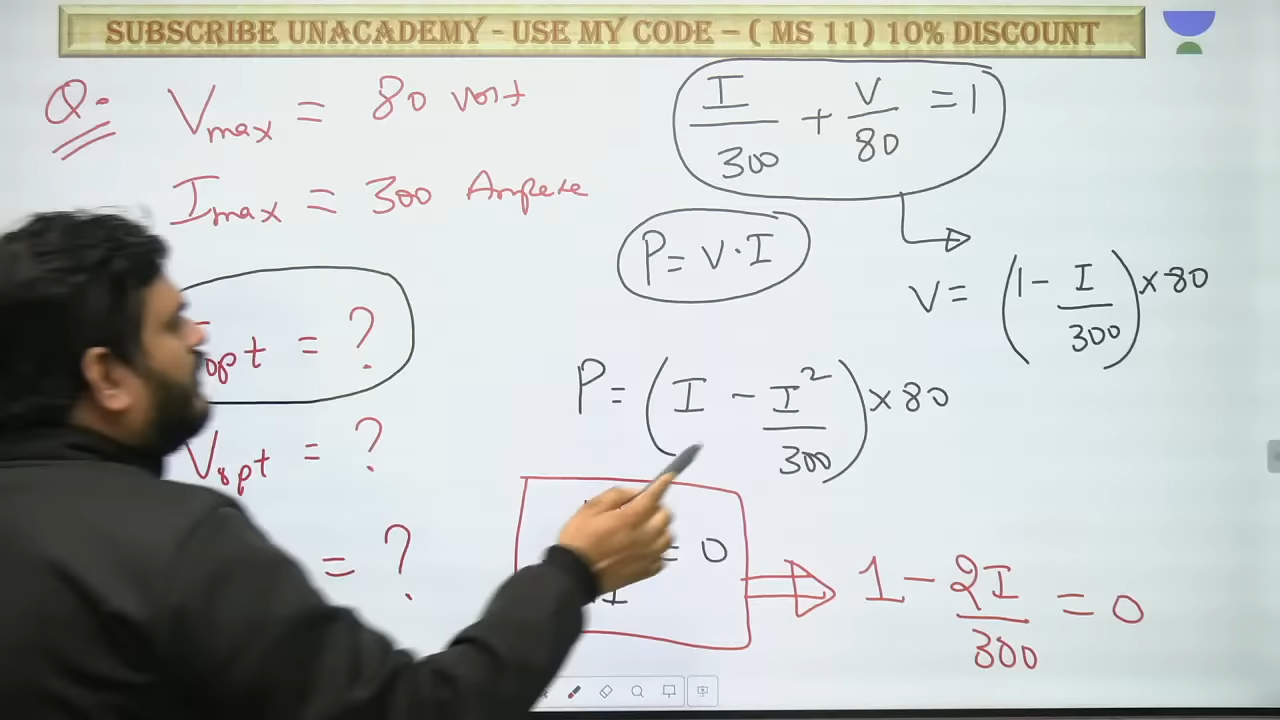 SUBSCRIBE UNACADEMY - USE MY CODE – ( MS 11) 10% DISCOUNT
Q. Vmax = 80 volt
Imax = 300 Ampere
opt = ?
Vopt = ?
= ?
I/300 + V/80 = 1
P = V·I
V = (1 - I/300) x 80
P = (I - I²/300) x 80
= 0
1 - 2I/300 = 0